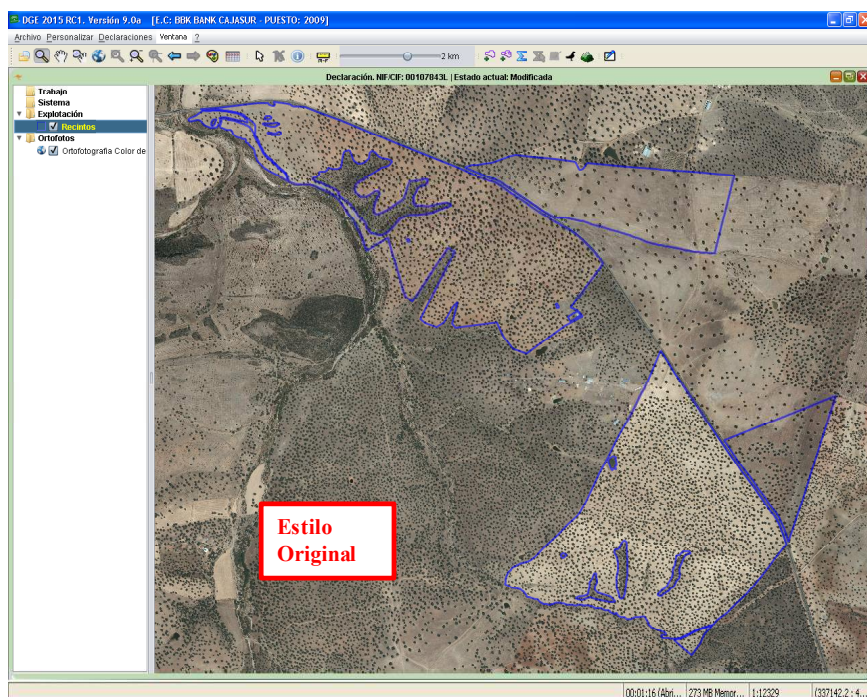 DGE 2015 RC1. Versión 9.0a [E.C: BBK BANK CAJASUR - PUESTO: 2009]
Archivo Personalizar Declaraciones Ventana ?
2 km
Declaración. NIF/CIF: 00107843L | Estado actual: Modificada
Trabajo
Sistema
Explotación
Recintos
Ortofotos
Ortofotografia Color de
Estilo
Original
00:01:16 (Abri... 273 MB Memor... 1:12329 (337142.2 : 4...